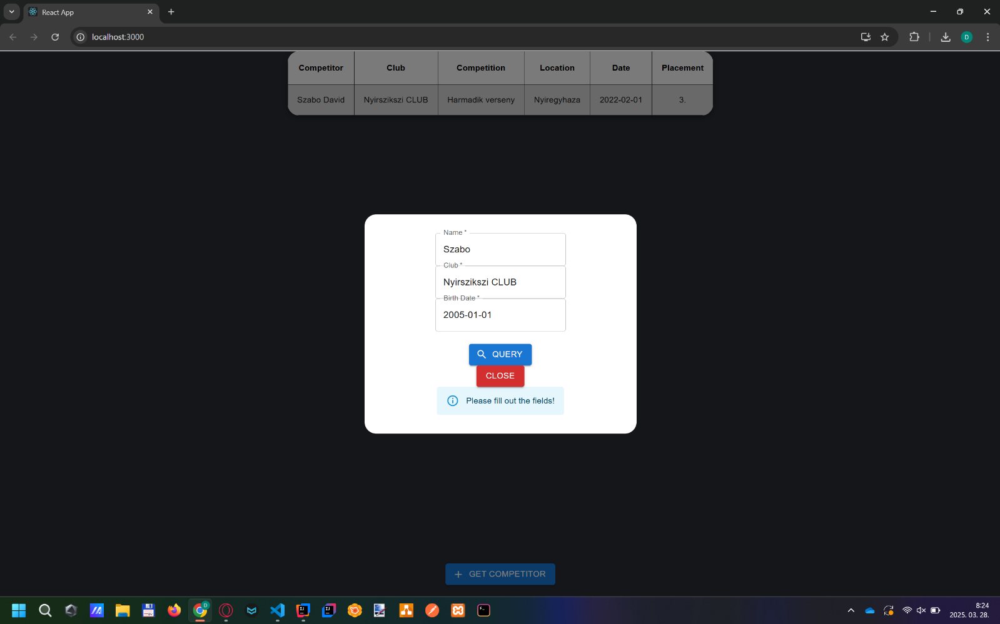 React App
localhost:3000
D
Competitor Club Competition Location Date Placement
Szabo David Nyirszikszi CLUB Harmadik verseny Nyiregyhaza 2022-02-01 3.
Name *
Szabo
Club *
Nyirszikszi CLUB
Birth Date *
2005-01-01
QUERY
CLOSE
Please fill out the fields!
GET COMPETITOR
D
IJ
IJ
8:24
2025. 03. 28.